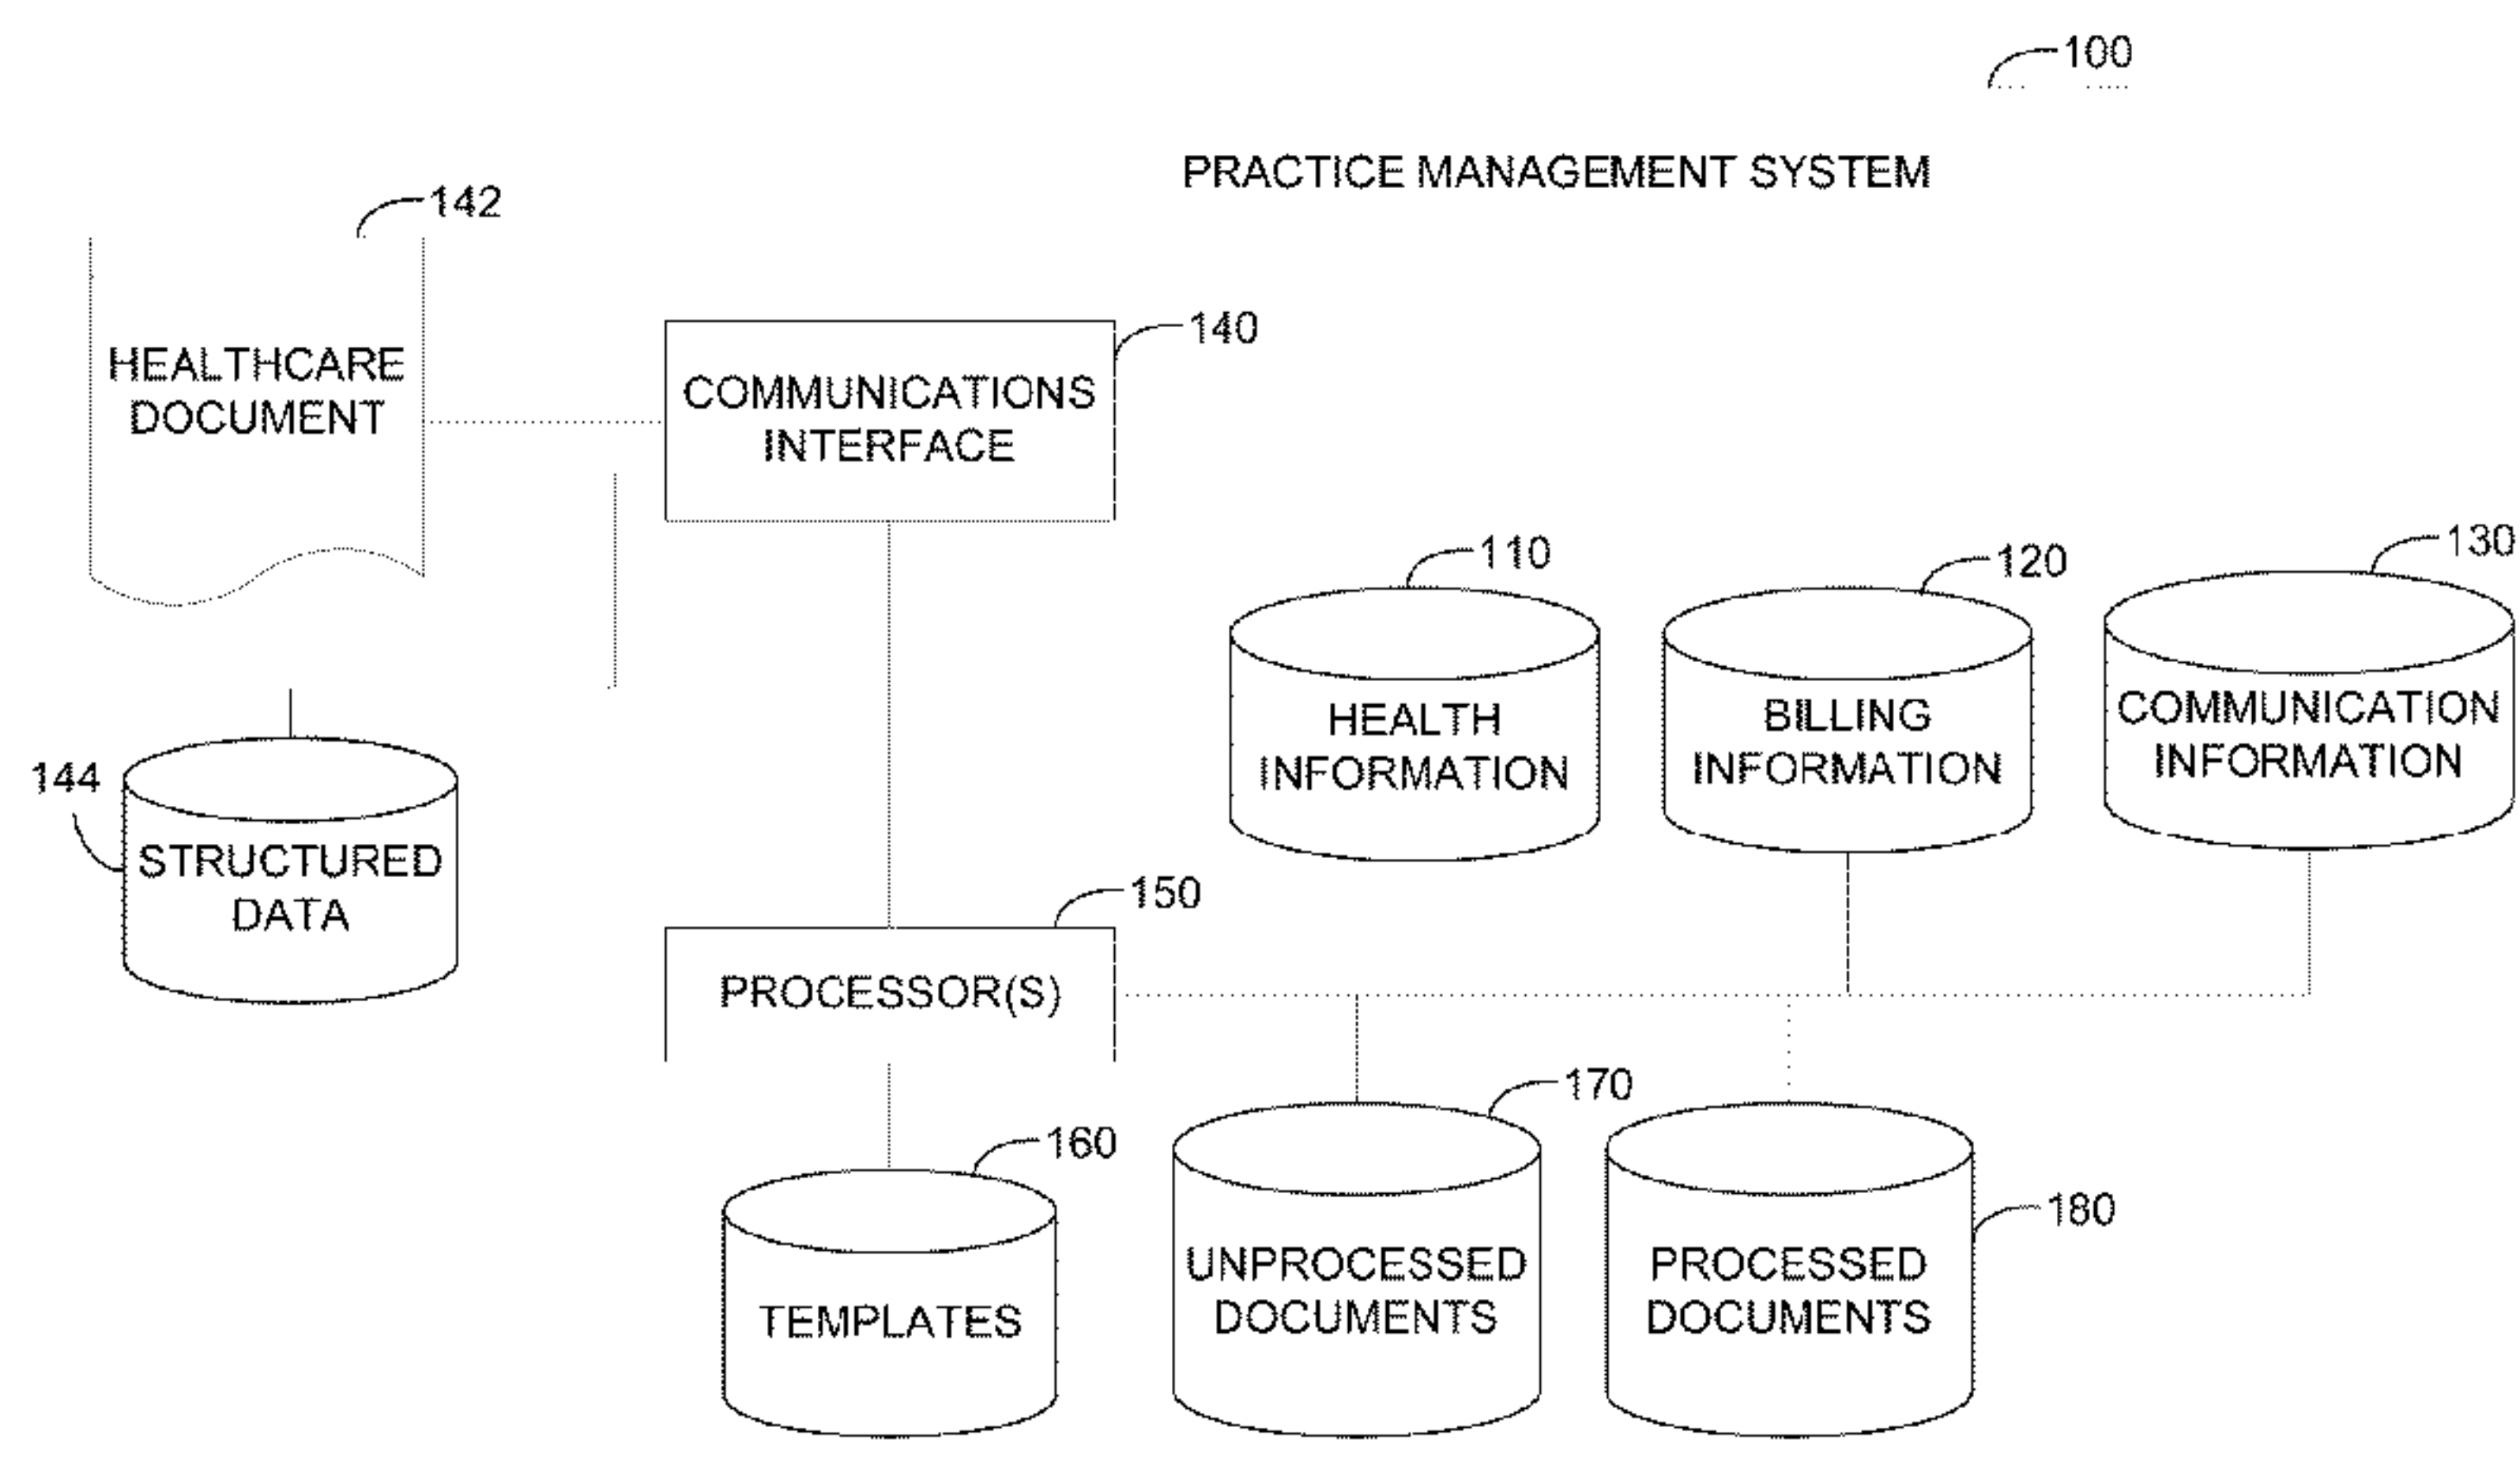 100
PRACTICE MANAGEMENT SYSTEM
142
HEALTHCARE
DOCUMENT
140
COMMUNICATIONS
INTERFACE
110
HEALTH
INFORMATION
120
BILLING
INFORMATION
130
COMMUNICATION
INFORMATION
144
STRUCTURED
DATA
150
PROCESSOR(S)
160
TEMPLATES
170
UNPROCESSED
DOCUMENTS
180
PROCESSED
DOCUMENTS